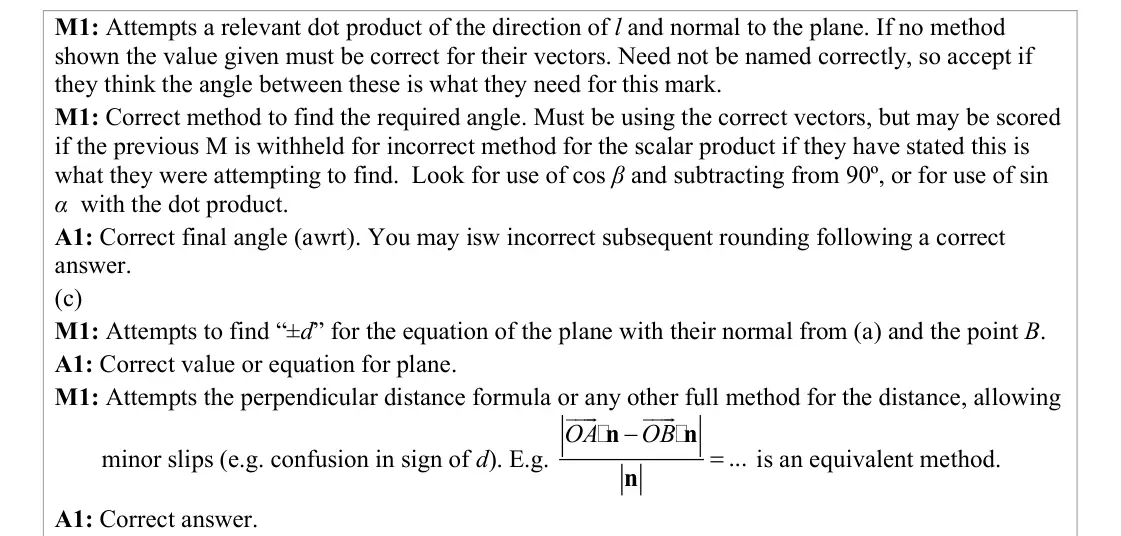 M1: Attempts a relevant dot product of the direction of l and normal to the plane. If no method
shown the value given must be correct for their vectors. Need not be named correctly, so accept if
they think the angle between these is what they need for this mark.
M1: Correct method to find the required angle. Must be using the correct vectors, but may be scored
if the previous M is withheld for incorrect method for the scalar product if they have stated this is
what they were attempting to find.  Look for use of cos β and subtracting from 90º, or for use of sin
α  with the dot product.
A1: Correct final angle (awrt). You may isw incorrect subsequent rounding following a correct
answer.
(c)
M1: Attempts to find “±d” for the equation of the plane with their normal from (a) and the point B.
A1: Correct value or equation for plane.
M1: Attempts the perpendicular distance formula or any other full method for the distance, allowing
minor slips (e.g. confusion in sign of d). E.g. |OA□n − OB□n| / |n| = ... is an equivalent method.
A1: Correct answer.